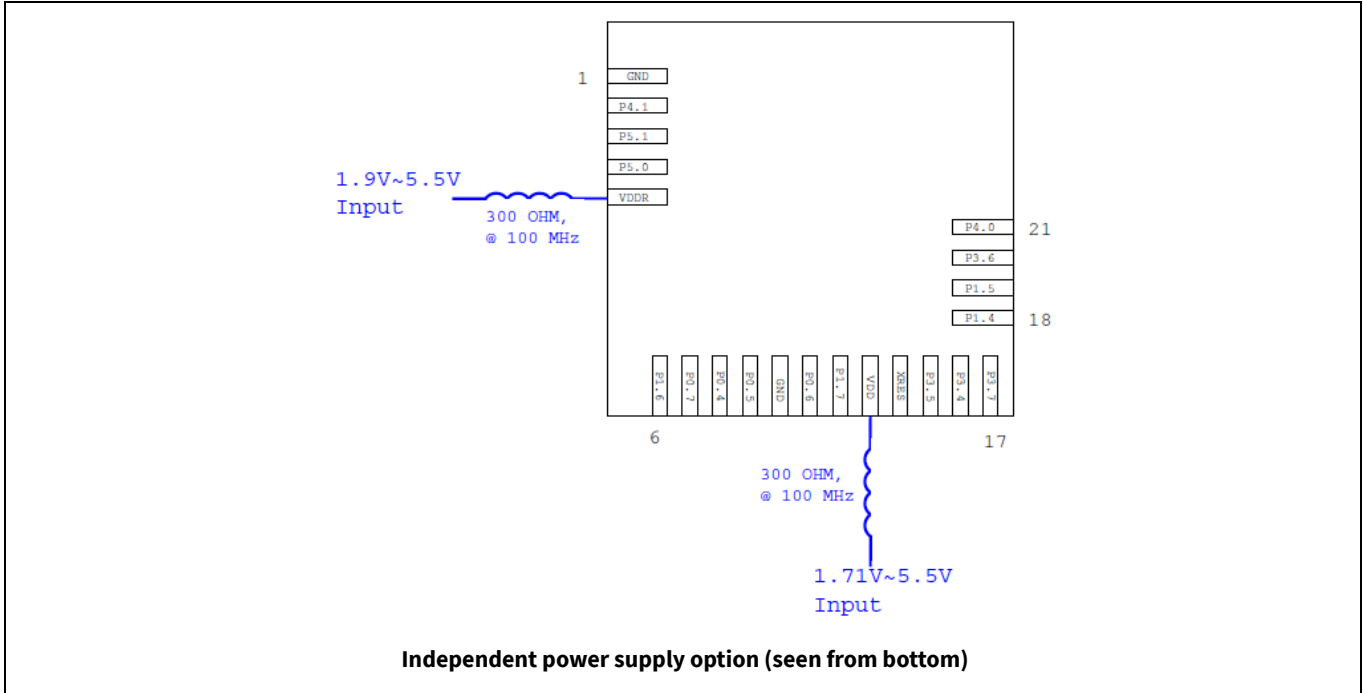 1 GND
P4.1
P5.1
P5.0
1.9V~5.5V
Input
VDDR
300 OHM,
@ 100 MHz
P4.0 21
P3.6
P1.5
P1.4 18
P1.6 P0.7 P0.4 P0.5 GND P0.6 P1.7 VDD XRES P3.5 P3.4 P3.7
6 17
300 OHM,
@ 100 MHz
1.71V~5.5V
Input
Independent power supply option (seen from bottom)